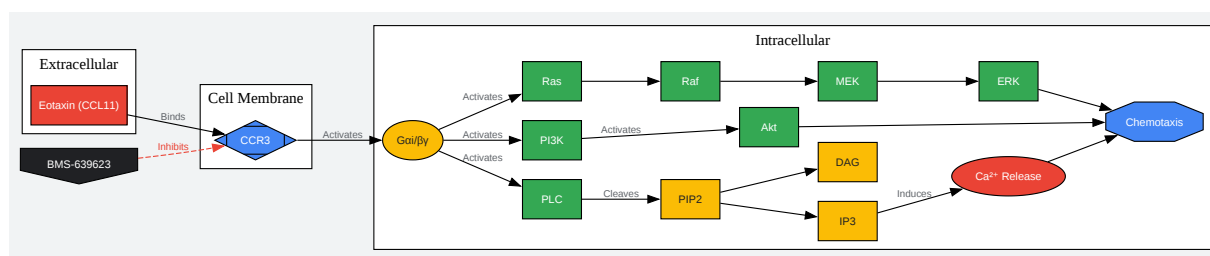 Intracellular
Extracellular
Eotaxin (CCL11)
Binds
BMS-639623
Inhibits
Cell Membrane
CCR3
Activates
Gαi/βγ
Activates
Ras
Raf
MEK
ERK
Activates
PI3K
Activates
Akt
Chemotaxis
Activates
PLC
Cleaves
PIP2
DAG
IP3
Induces
Ca²⁺ Release